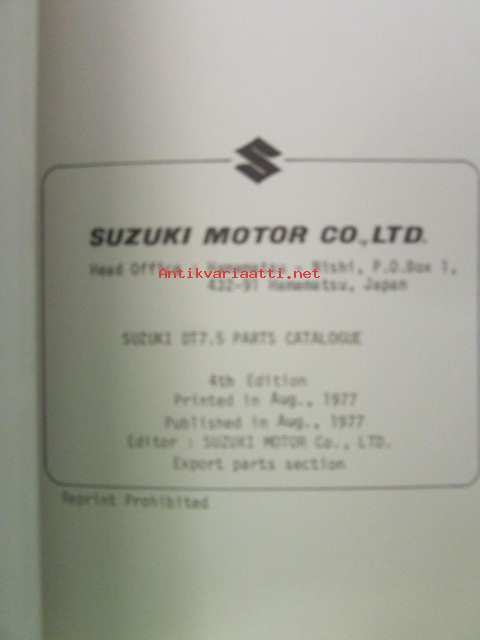 SUZUKI MOTOR CO., LTD.
Head Office : Hamamatsu - Nishi, P.O.Box 1,
Antikvariaatti.net
432-91 Hamamatsu, Japan
SUZUKI DT7.5 PARTS CATALOGUE
4th Edition
Printed in Aug., 1977
Published in Aug., 1977
Editor : SUZUKI MOTOR Co., LTD.
Export parts section
Reprint Prohibited